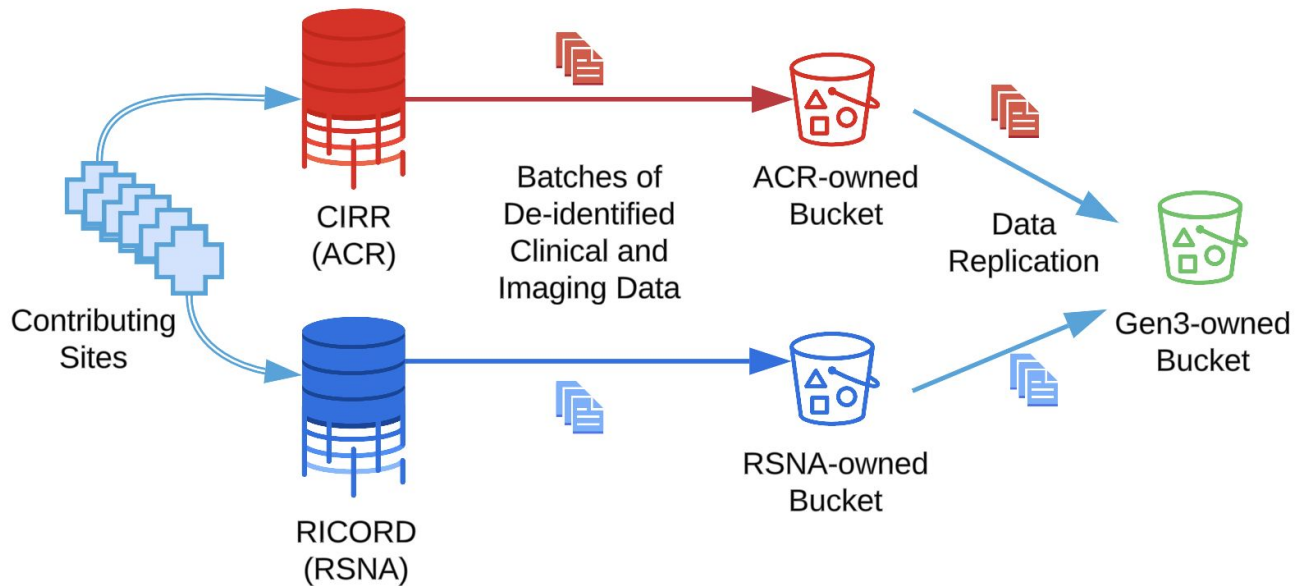 CIRR
(ACR)
Batches of
De-identified
Clinical and
Imaging Data
ACR-owned
Bucket
Data
Replication
Contributing
Sites
Gen3-owned
Bucket
RICORD
(RSNA)
RSNA-owned
Bucket